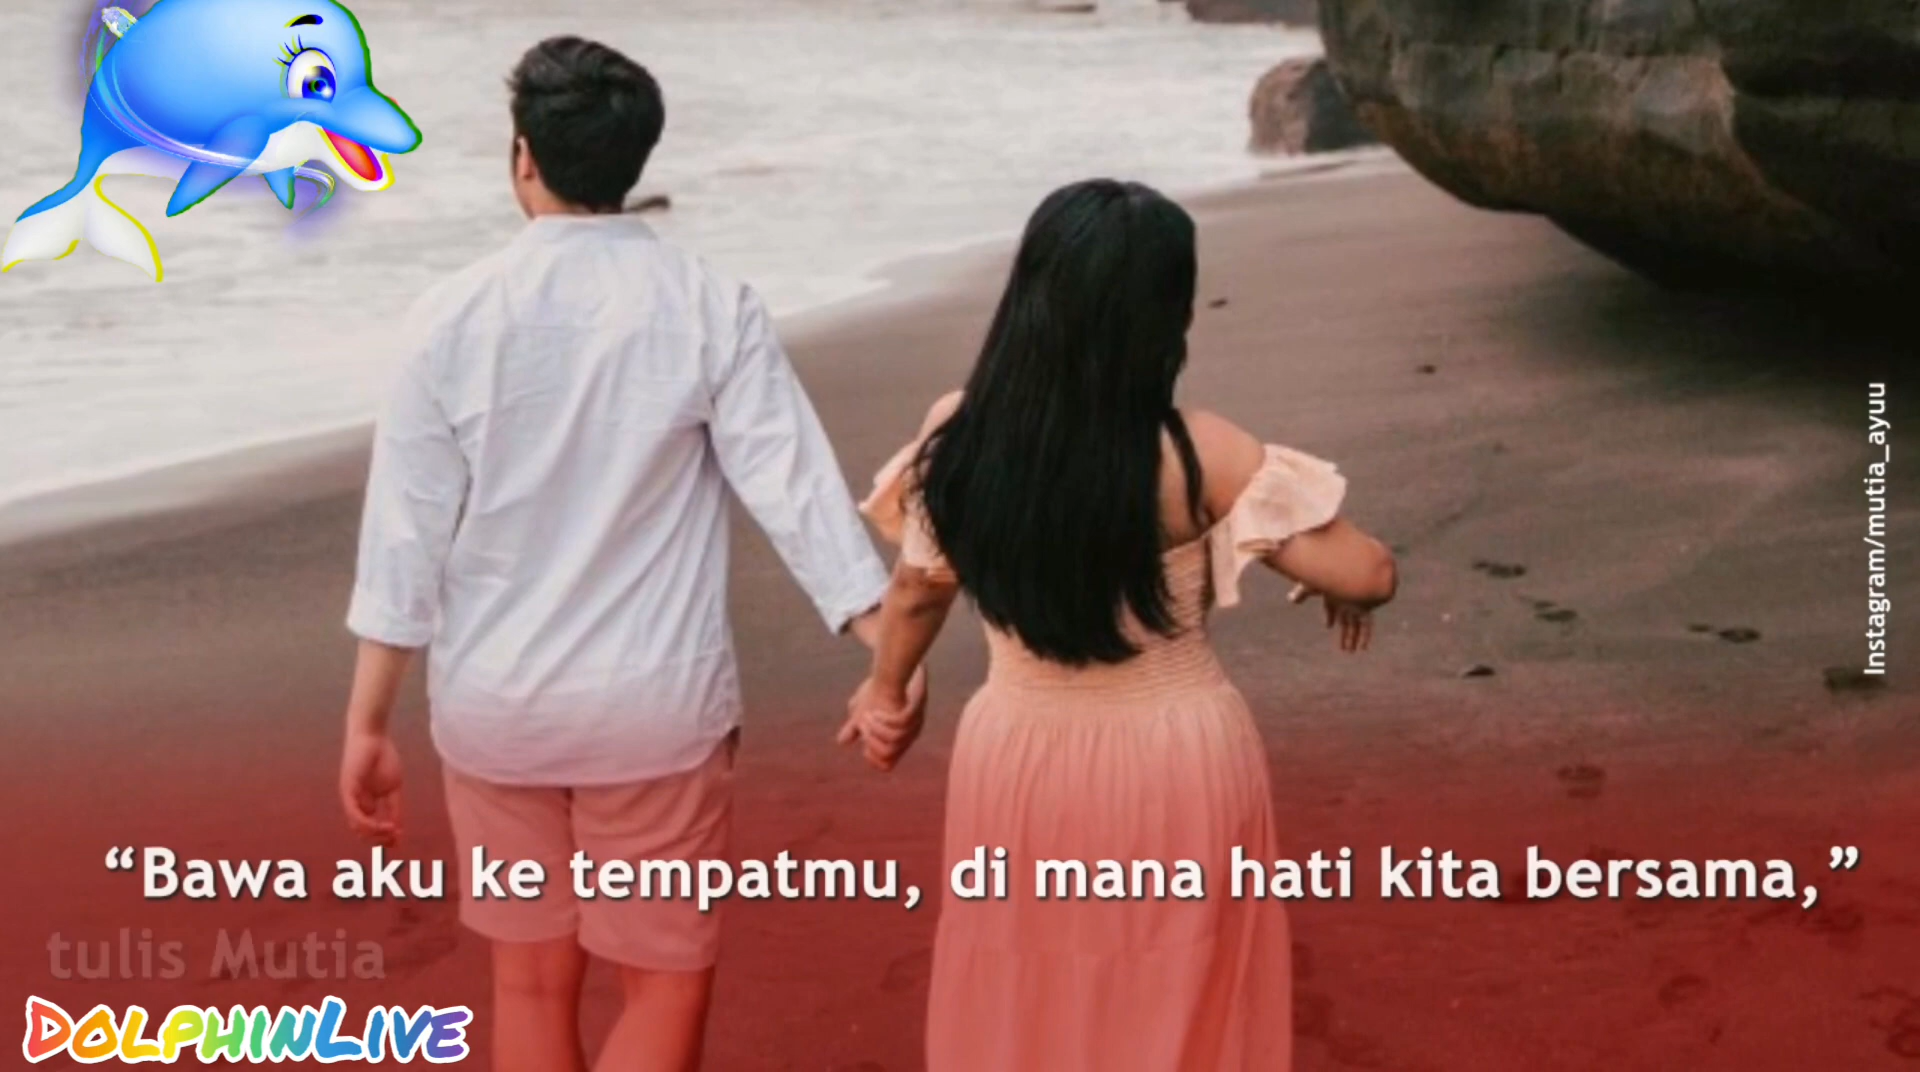 Instagram/mutia_ayuu
“Bawa aku ke tempatmu, di mana hati kita bersama,”
tulis Mutia
DOLPHINLIVE